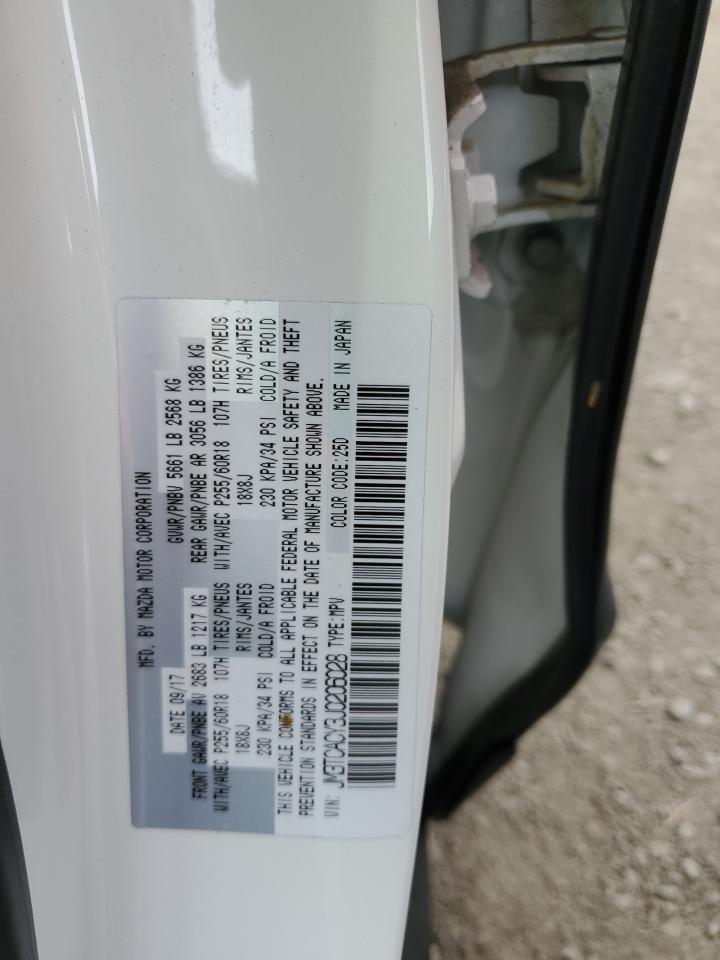 MFD. BY MAZDA MOTOR CORPORATION
DATE 09/17 GVWR/PNBV 5661 LB 2568 KG
FRONT GAWR/PNBE AV 2683 LB 1217 KG REAR GAWR/PNBE AR 3056 LB 1386 KG
WITH/AVEC P255/60R18 107H TIRES/PNEUS WITH/AVEC P255/60R18 107H TIRES/PNEUS
18X8J RIMS/JANTES 18X8J RIMS/JANTES
230 KPA/34 PSI COLD/A FROID 230 KPA/34 PSI COLD/A FROID
THIS VEHICLE CONFORMS TO ALL APPLICABLE FEDERAL MOTOR VEHICLE SAFETY AND THEFT
PREVENTION STANDARDS IN EFFECT ON THE DATE OF MANUFACTURE SHOWN ABOVE.
VIN: JM3TCACY3J0206028 TYPE:MPV COLOR CODE:25D MADE IN JAPAN